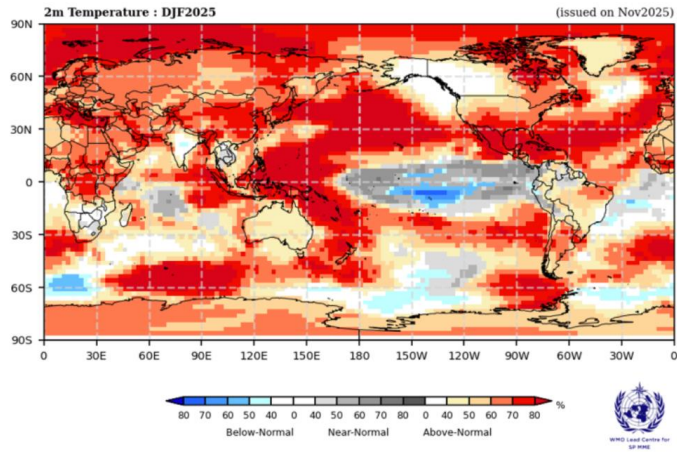 2m Temperature : DJF2025
(issued on Nov2025)
90N
60N
30N
0
30S
60S
90S
0 30E 60E 90E 120E 150E 180 150W 120W 90W 60W 30W 0
80 70 60 50 40 0 40 50 60 70 80 0 40 50 60 70 80 %
Below-Normal Near-Normal Above-Normal
WMO Lead Centre for
SP MME